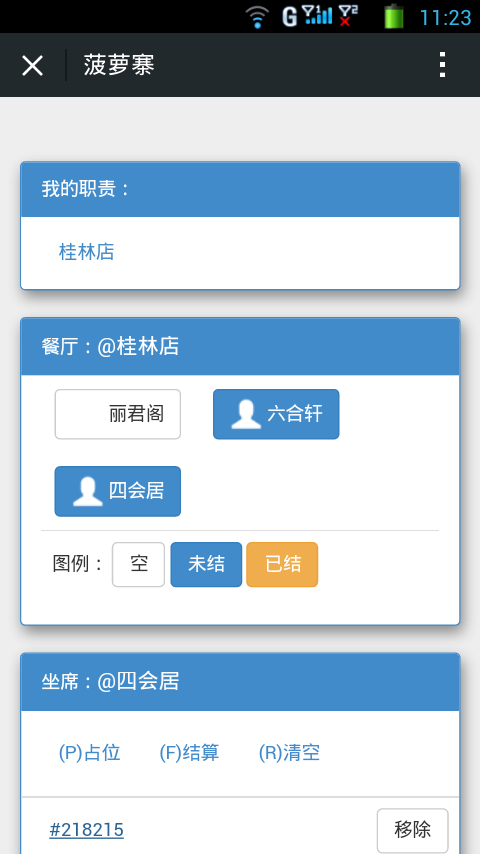 G 1 2 11:23
菠萝寨
我的职责：
桂林店
餐厅：@桂林店
丽君阁 六合轩
四会居
图例： 空 未结 已结
坐席：@四会居
(P)占位 (F)结算 (R)清空
#218215 移除